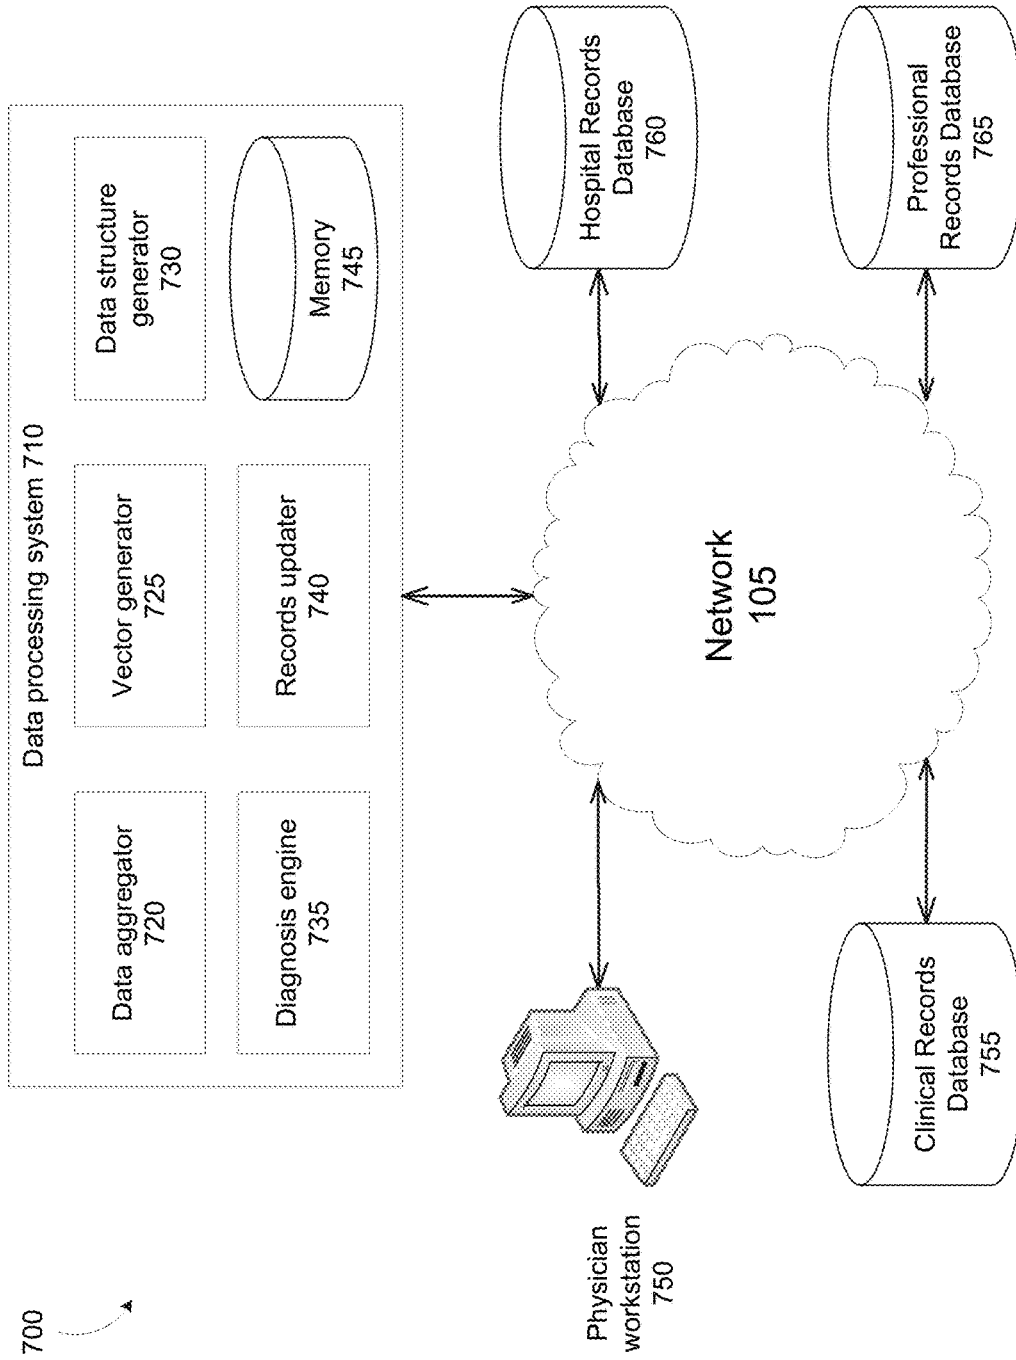 700
Data processing system 710
Data aggregator
720
Vector generator
725
Data structure
generator
730
Diagnosis engine
735
Records updater
740
Memory
745
Physician
workstation
750
Network
105
Hospital Records
Database
760
Clinical Records
Database
755
Professional
Records Database
765